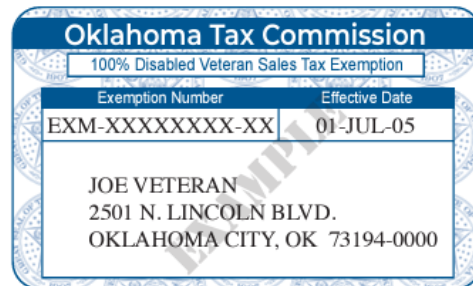 Oklahoma Tax Commission
100% Disabled Veteran Sales Tax Exemption
Exemption Number Effective Date
EXM-XXXXXXXX-XX 01-JUL-05
EXAMPLE
JOE VETERAN
2501 N. LINCOLN BLVD.
OKLAHOMA CITY, OK 73194-0000